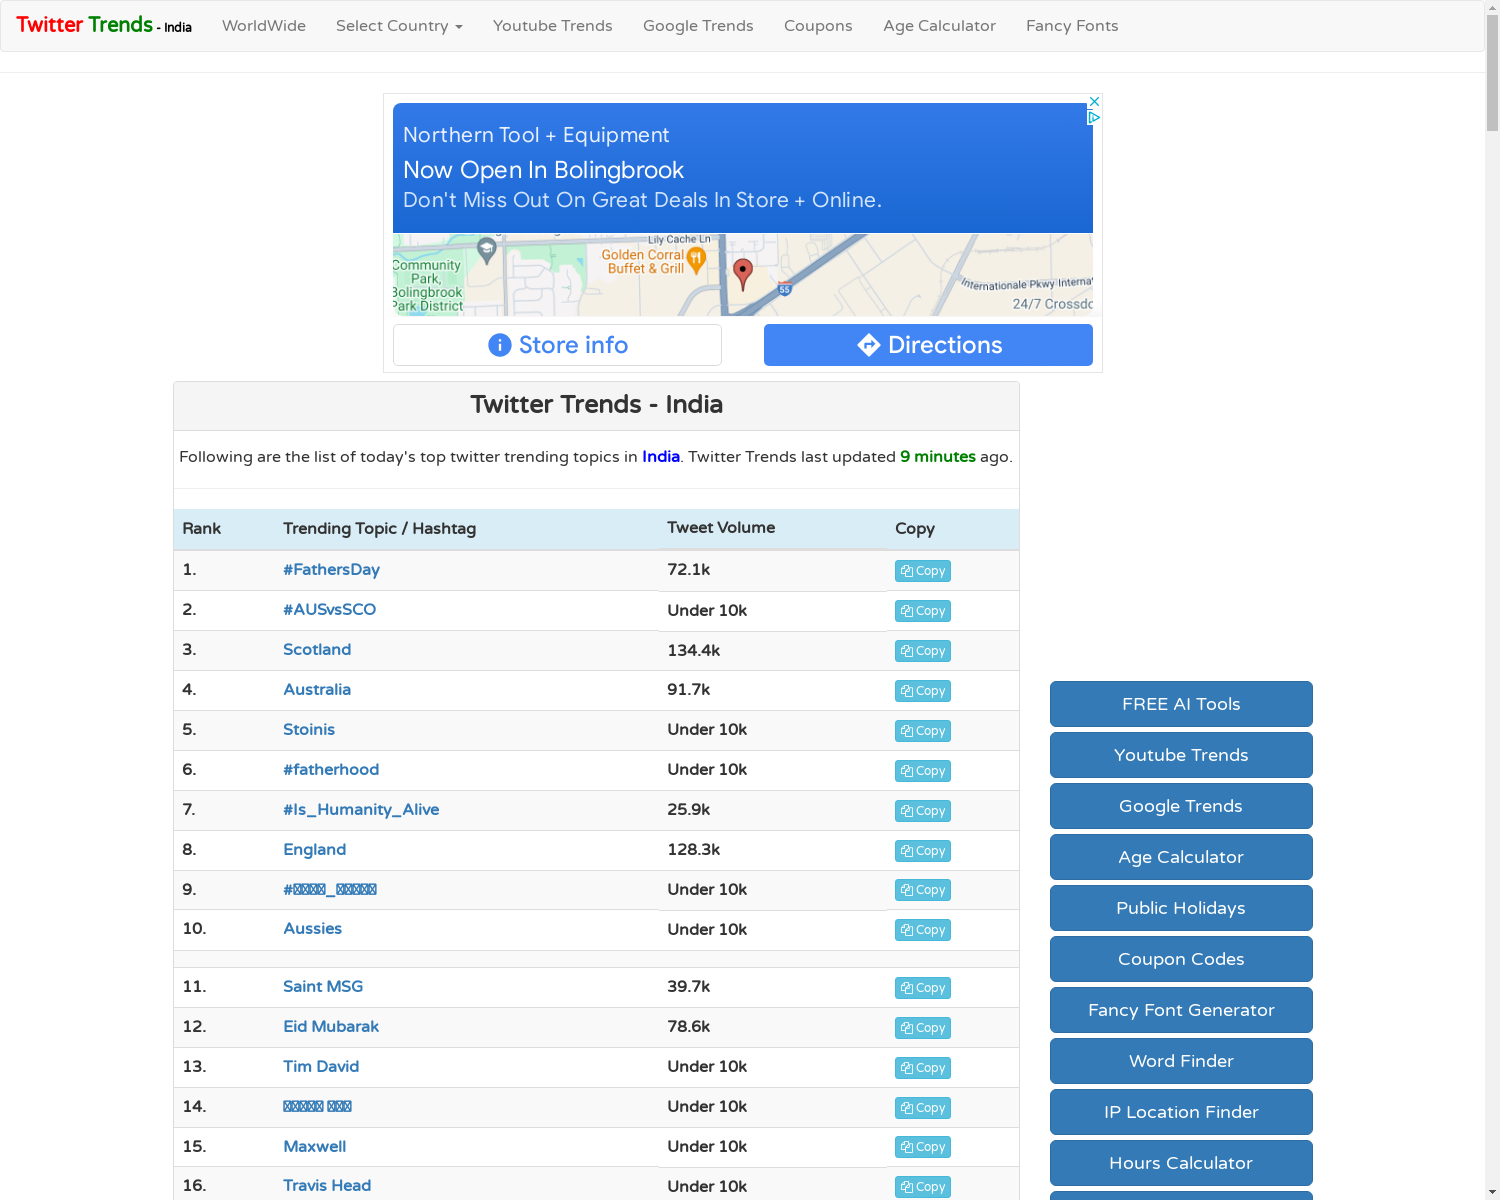 Twitter Trends - India
WorldWide
Select Country
Youtube Trends
Google Trends
Coupons
Age Calculator
Fancy Fonts
Northern Tool + Equipment
Now Open In Bolingbrook
Don't Miss Out On Great Deals In Store + Online.
Lily Cache Ln
Golden Corral
Buffet & Grill
Community
Park,
Bolingbrook
Park District
55
Internationale Pkwy
24/7
Store info
Directions
Twitter Trends - India
Following are the list of today's top twitter trending topics in India. Twitter Trends last updated 9 minutes ago.
Rank Trending Topic / Hashtag Tweet Volume Copy
1. #FathersDay 72.1k Copy
2. #AUSvsSCO Under 10k Copy
3. Scotland 134.4k Copy
4. Australia 91.7k Copy
5. Stoinis Under 10k Copy
6. #fatherhood Under 10k Copy
7. #Is_Humanity_Alive 25.9k Copy
8. England 128.3k Copy
9. Under 10k Copy
10. Aussies Under 10k Copy
11. Saint MSG 39.7k Copy
12. Eid Mubarak 78.6k Copy
13. Tim David Under 10k Copy
14. Under 10k Copy
15. Maxwell Under 10k Copy
16. Travis Head Under 10k Copy
FREE AI Tools
Youtube Trends
Google Trends
Age Calculator
Public Holidays
Coupon Codes
Fancy Font Generator
Word Finder
IP Location Finder
Hours Calculator